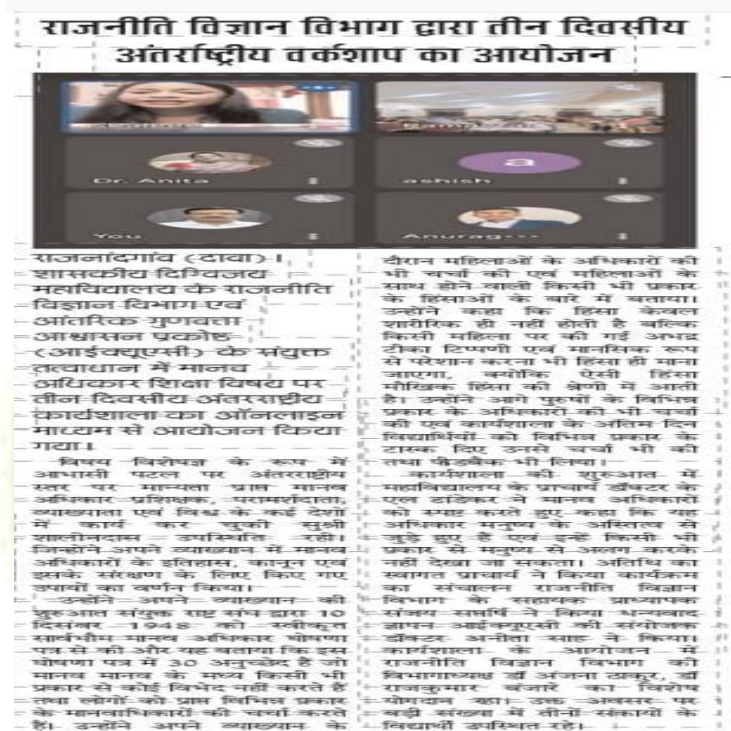 राजनीति विज्ञान विभाग द्वारा तीन दिवसीय
अंतर्राष्ट्रीय वर्कशाप का आयोजन
Dr. Anita
a
ashish
You
Anurag
राजनांदगांव (दावा)।
शासकीय दिग्विजय
महाविद्यालय के राजनीति
विज्ञान विभाग एवं
आंतरिक गुणवत्ता
आश्वासन प्रकोष्ठ
(आईक्यूएसी) के संयुक्त
तत्वाधान में मानव
अधिकार शिक्षा विषय पर
तीन दिवसीय अंतरराष्ट्रीय
कार्यशाला का ऑनलाइन
माध्यम से आयोजन किया
गया।
विषय विशेषज्ञ के रूप में
आभासी पटल पर अंतरराष्ट्रीय
स्तर पर मान्यता प्राप्त मानव
अधिकार प्रशिक्षक, परामर्शदाता,
व्याख्याता एवं विश्व के कई देशों
में कार्य कर चुकी सुश्री
शालीनदास उपस्थिति रही।
जिन्होंने अपने व्याख्यान में मानव
अधिकारों के इतिहास, कानून एवं
इसके संरक्षण के लिए किए गए
उपायों का वर्णन किया।
उन्होंने अपने व्याख्यान की
शुरुआत संयुक्त राष्ट्र संघ द्वारा 10
दिसंबर 1948 को स्वीकृत
सार्वभौम मानव अधिकार घोषणा
पत्र से की और यह बताया कि इस
घोषणा पत्र में 30 अनुच्छेद है जो
मानव मानव के मध्य किसी भी
प्रकार से कोई विभेद नहीं करते है
तथा लोगों को प्राप्त विभिन्न प्रकार
के मानवाधिकारों की चर्चा करते
हैं। उन्होंने अपने व्याख्यान के
दौरान महिलाओं के अधिकारों की
भी चर्चा की एवं महिलाओं के
साथ होने वाली किसी भी प्रकार
के हिंसाओं के बारे में बताया।
उन्होंने कहा कि हिंसा केवल
शारीरिक ही नहीं होती है बल्कि
किसी महिला पर की गई अभद्र
टीका टिप्पणी एवं मानसिक रूप
से परेशान करना भी हिंसा ही माना
जाएगा, क्योंकि ऐसी हिंसा
मौखिक हिंसा की श्रेणी में आती
है। उन्होंने आगे पुरुषों के विभिन्न
प्रकार के अधिकारों की भी चर्चा
की एवं कार्यशाला के अंतिम दिन
विद्यार्थियों को विभिन्न प्रकार के
टास्क दिए उनसे चर्चा भी की
तथा फीडबैक भी लिया।
कार्यशाला की शुरुआत में
महाविद्यालय के प्राचार्य डॉक्टर के
एल टांडेकर ने मानव अधिकारों
को स्पष्ट करते हुए कहा कि यह
अधिकार मनुष्य के अस्तित्व से
जुड़े हुए है एवं इन्हें किसी भी
प्रकार से मनुष्य से अलग करके
नहीं देखा जा सकता। अतिथि का
स्वागत प्राचार्य ने किया कार्यक्रम
का संचालन राजनीति विज्ञान
विभाग के सहायक प्राध्यापक
संजय सप्तर्षि ने किया धन्यवाद
ज्ञापन आईक्यूएसी की संयोजक
डॉक्टर अनीता साह ने किया।
कार्यशाला के आयोजन में
राजनीति विज्ञान विभाग की
विभागाध्यक्ष डॉ अंजना ठाकुर, डॉ
राजकुमार बंजारे का विशेष
योगदान रहा। उक्त अवसर पर
बड़ी संख्या में तीनों संकायों के
विद्यार्थी उपस्थित रहे।